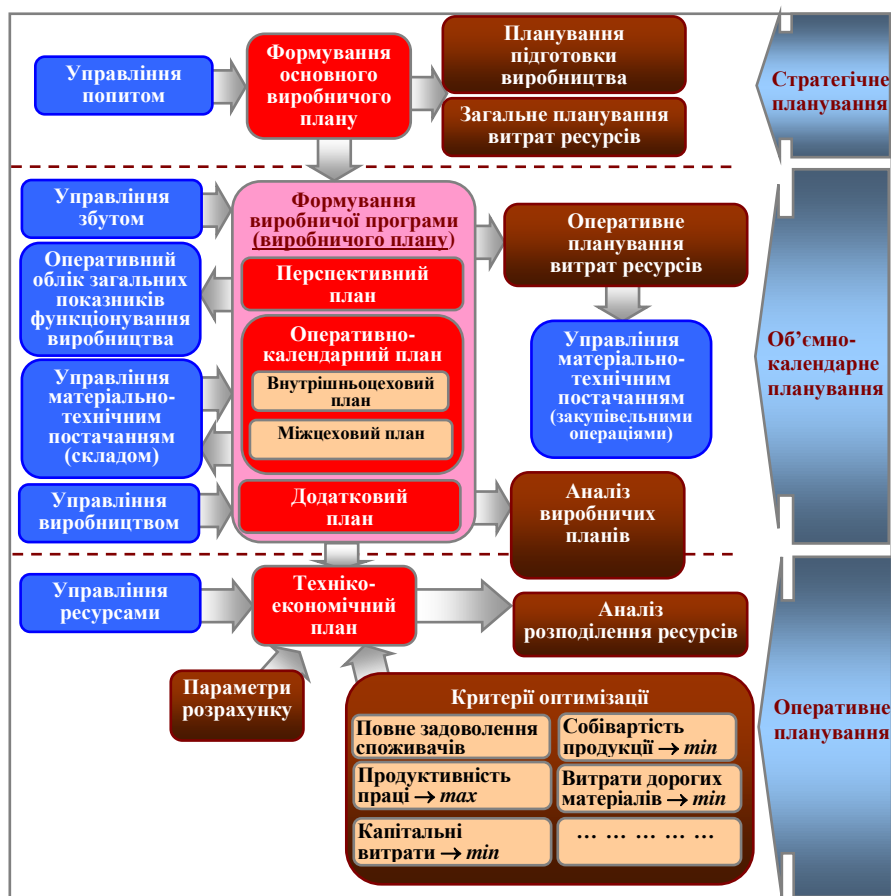 Управління
попитом
Формування
основного
виробничого
плану
Планування
підготовки
виробництва
Загальне планування
витрат ресурсів
Стратегічне
планування
Управління
збутом
Оперативний
облік загальних
показників
функціонування
виробництва
Управління
матеріально-
технічним
постачанням
(складом)
Управління
виробництвом
Формування
виробничої програми
(виробничого плану)
Перспективний
план
Оперативно-
календарний план
Внутрішньоцеховий
план
Міжцеховий план
Додатковий
план
Оперативне
планування
витрат ресурсів
Управління
матеріально-
технічним
постачанням
(закупівельними
операціями)
Аналіз
виробничих
планів
Об’ємно-
календарне
планування
Управління
ресурсами
Техніко-
економічний
план
Аналіз
розподілення ресурсів
Параметри
розрахунку
Критерії оптимізації
Повне задоволення
споживачів
Собівартість
продукції → min
Продуктивність
праці → max
Витрати дорогих
матеріалів → min
Капітальні
витрати → min
… … … … …
Оперативне
планування